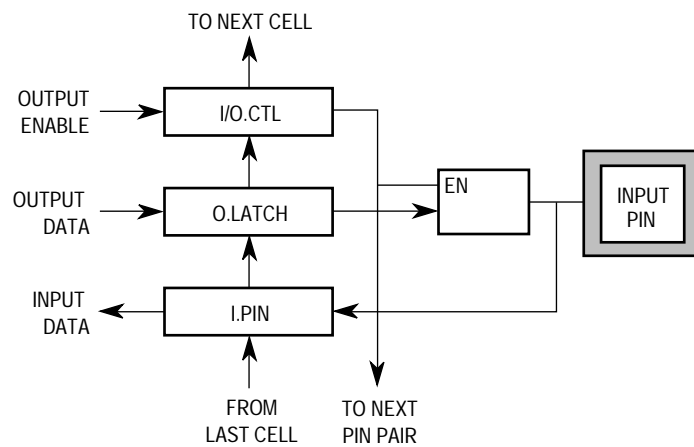 TO NEXT CELL
OUTPUT
ENABLE
I/O.CTL
EN
INPUT
PIN
OUTPUT
DATA
O.LATCH
INPUT
DATA
I.PIN
FROM
LAST CELL
TO NEXT
PIN PAIR